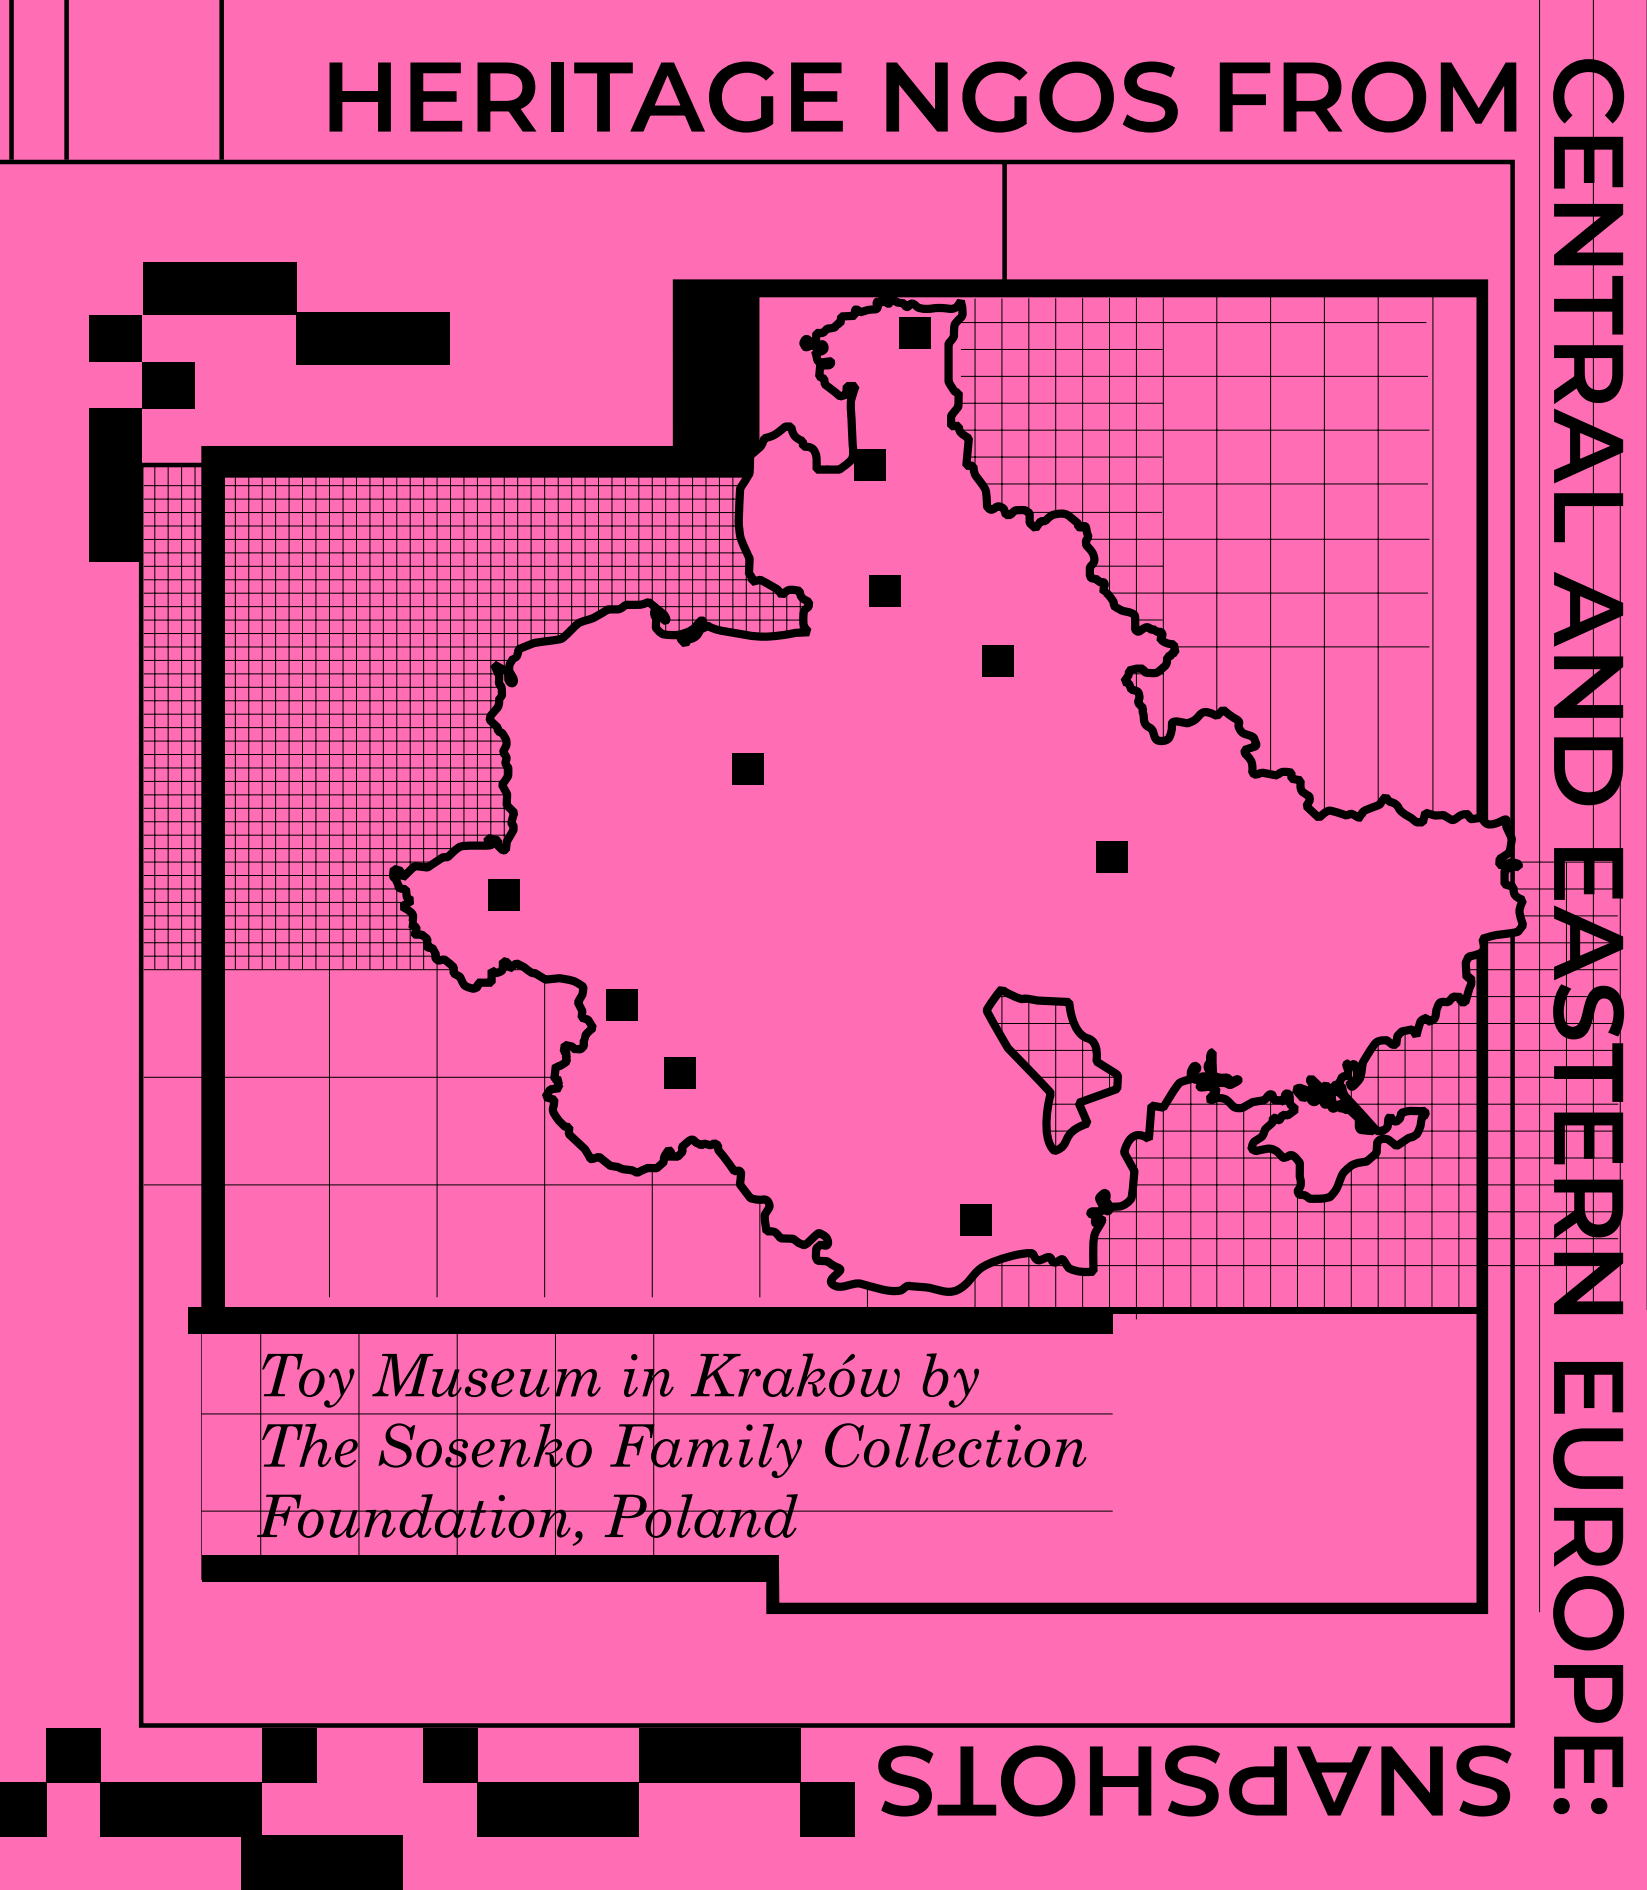 HERITAGE NGOS FROM
CENTRAL AND EASTERN EUROPE:
SNAPSHOTS
Toy Museum in Kraków by
The Sosenko Family Collection
Foundation, Poland